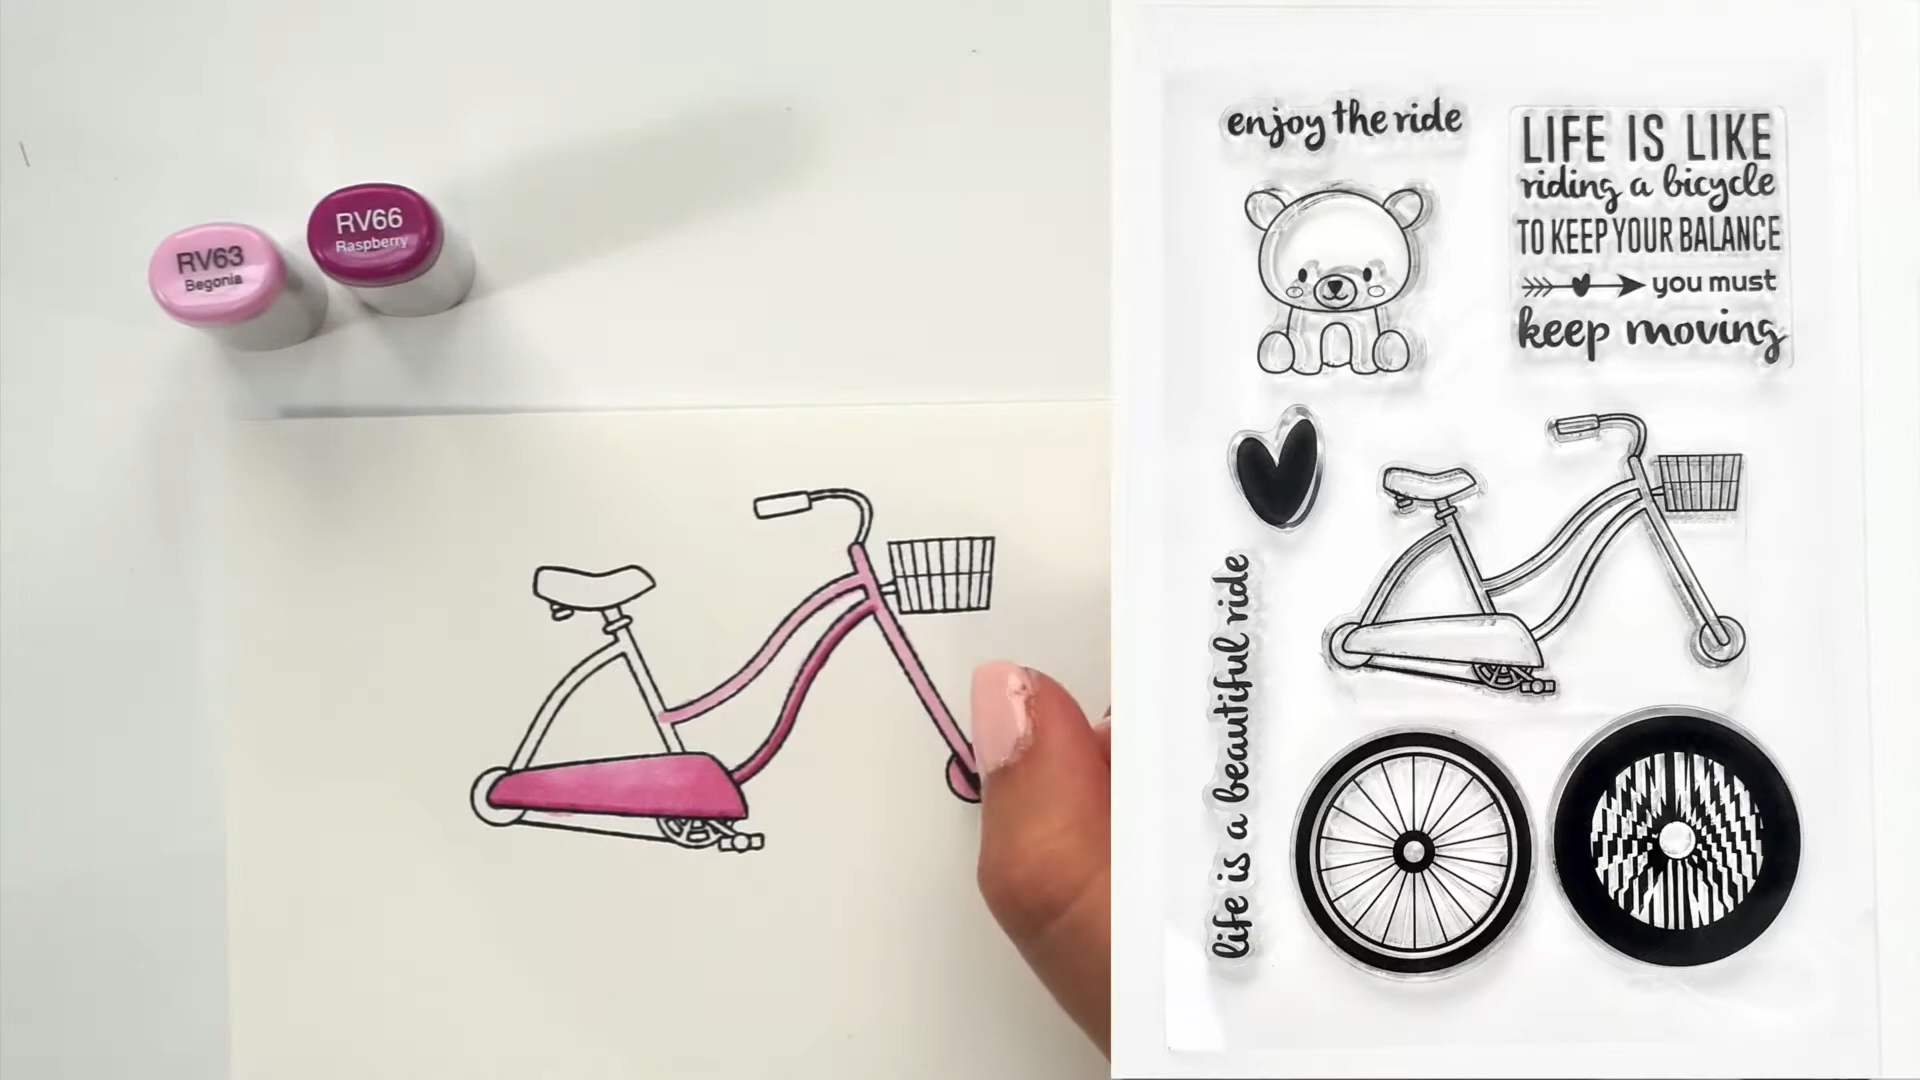 RV63
Begonia
RV66
Raspberry
enjoy the ride
LIFE IS LIKE
riding a bicycle
TO KEEP YOUR BALANCE
you must
keep moving
life is a beautiful ride